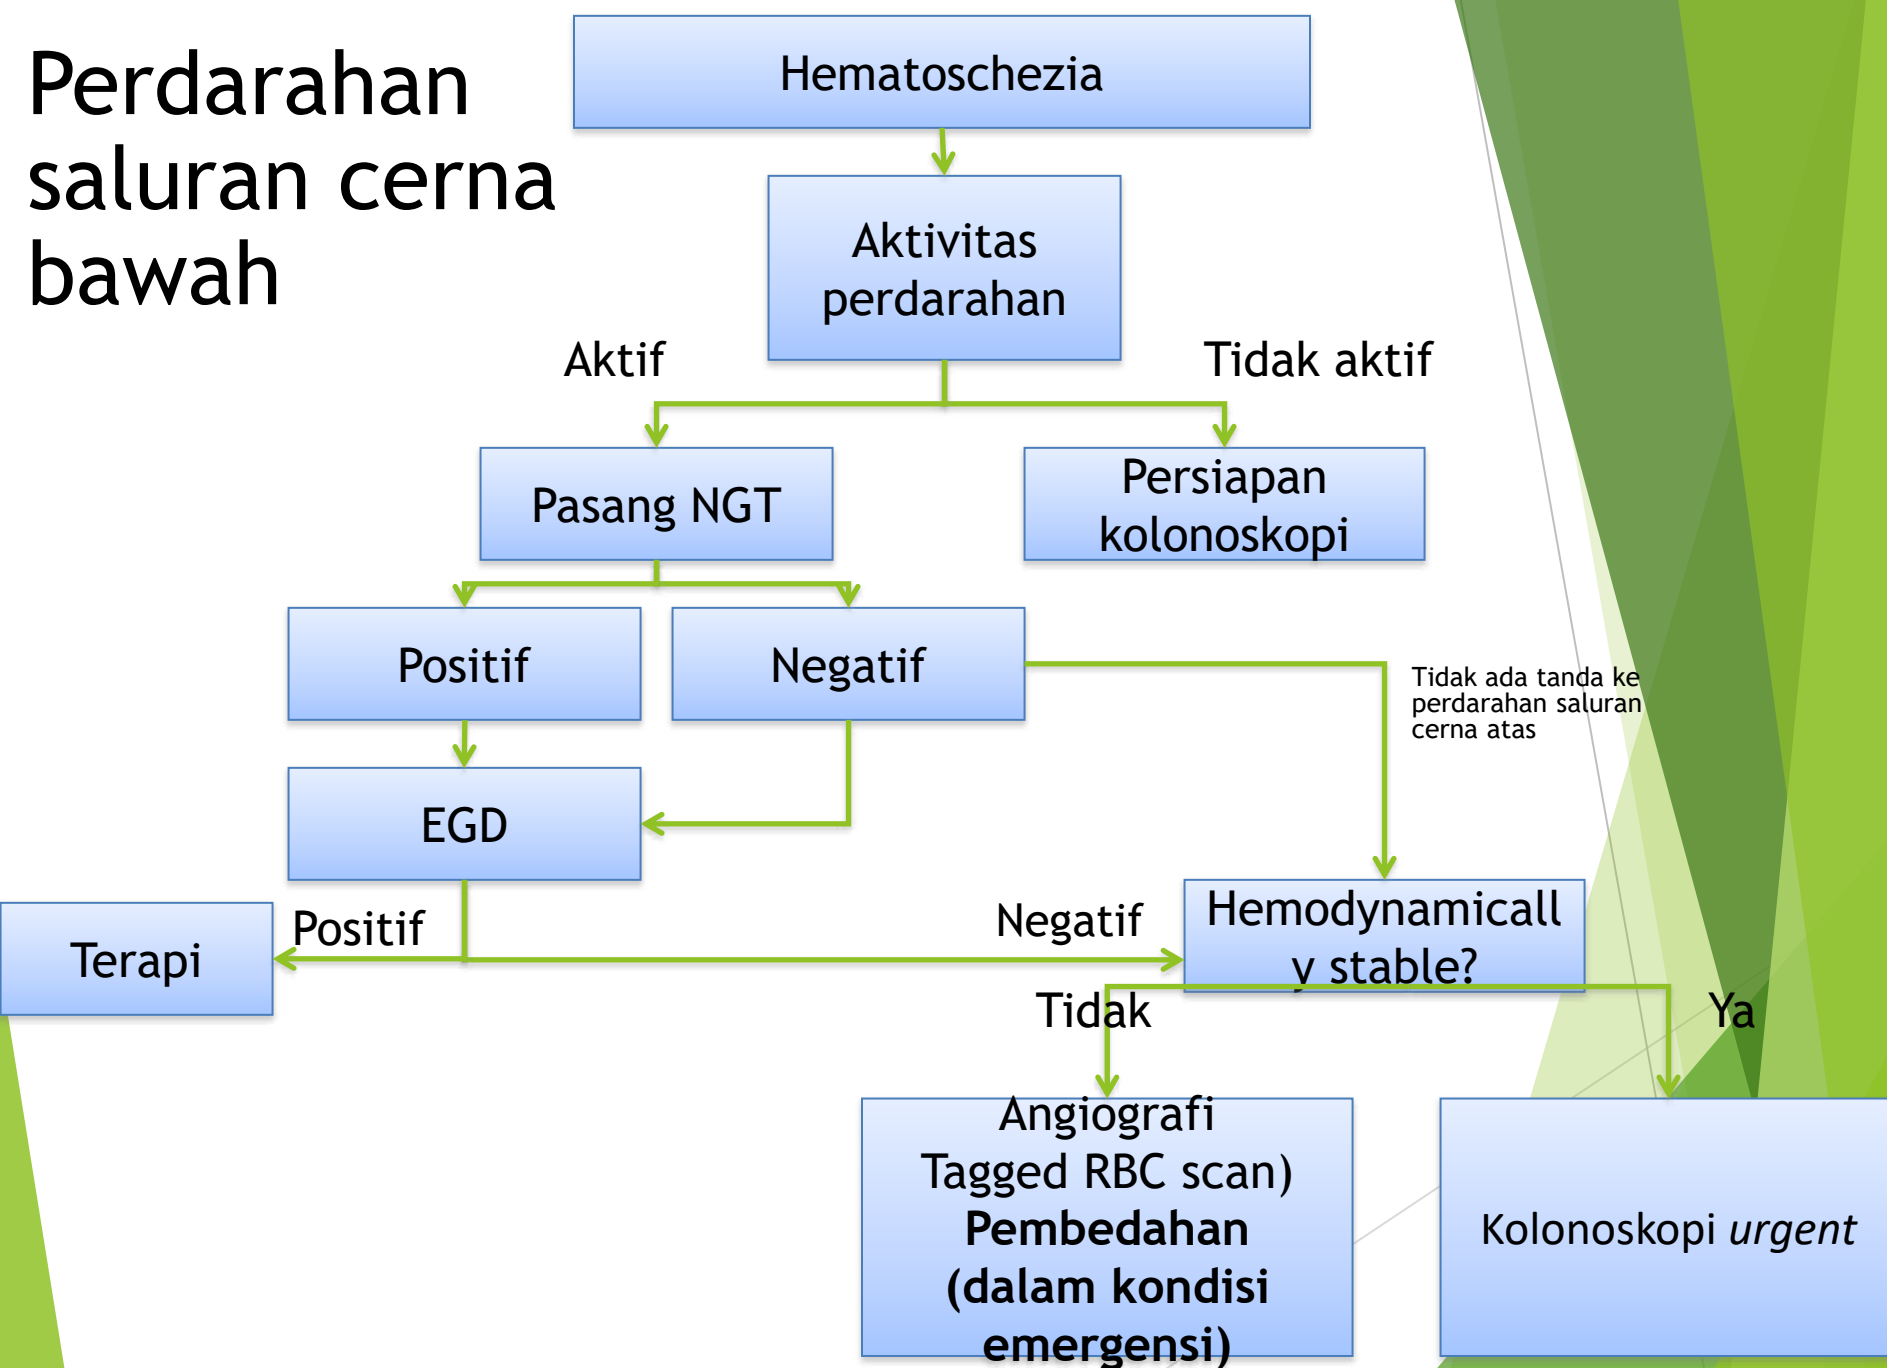 Perdarahan
saluran cerna
bawah
Hematoschezia
Aktivitas
perdarahan
Aktif
Tidak aktif
Pasang NGT
Persiapan
kolonoskopi
Positif
Negatif
Tidak ada tanda ke
perdarahan saluran
cerna atas
EGD
Terapi
Positif
Negatif
Hemodynamicall
y stable?
Tidak
Ya
Angiografi
Tagged RBC scan)
Pembedahan
(dalam kondisi
emergensi)
Kolonoskopi urgent